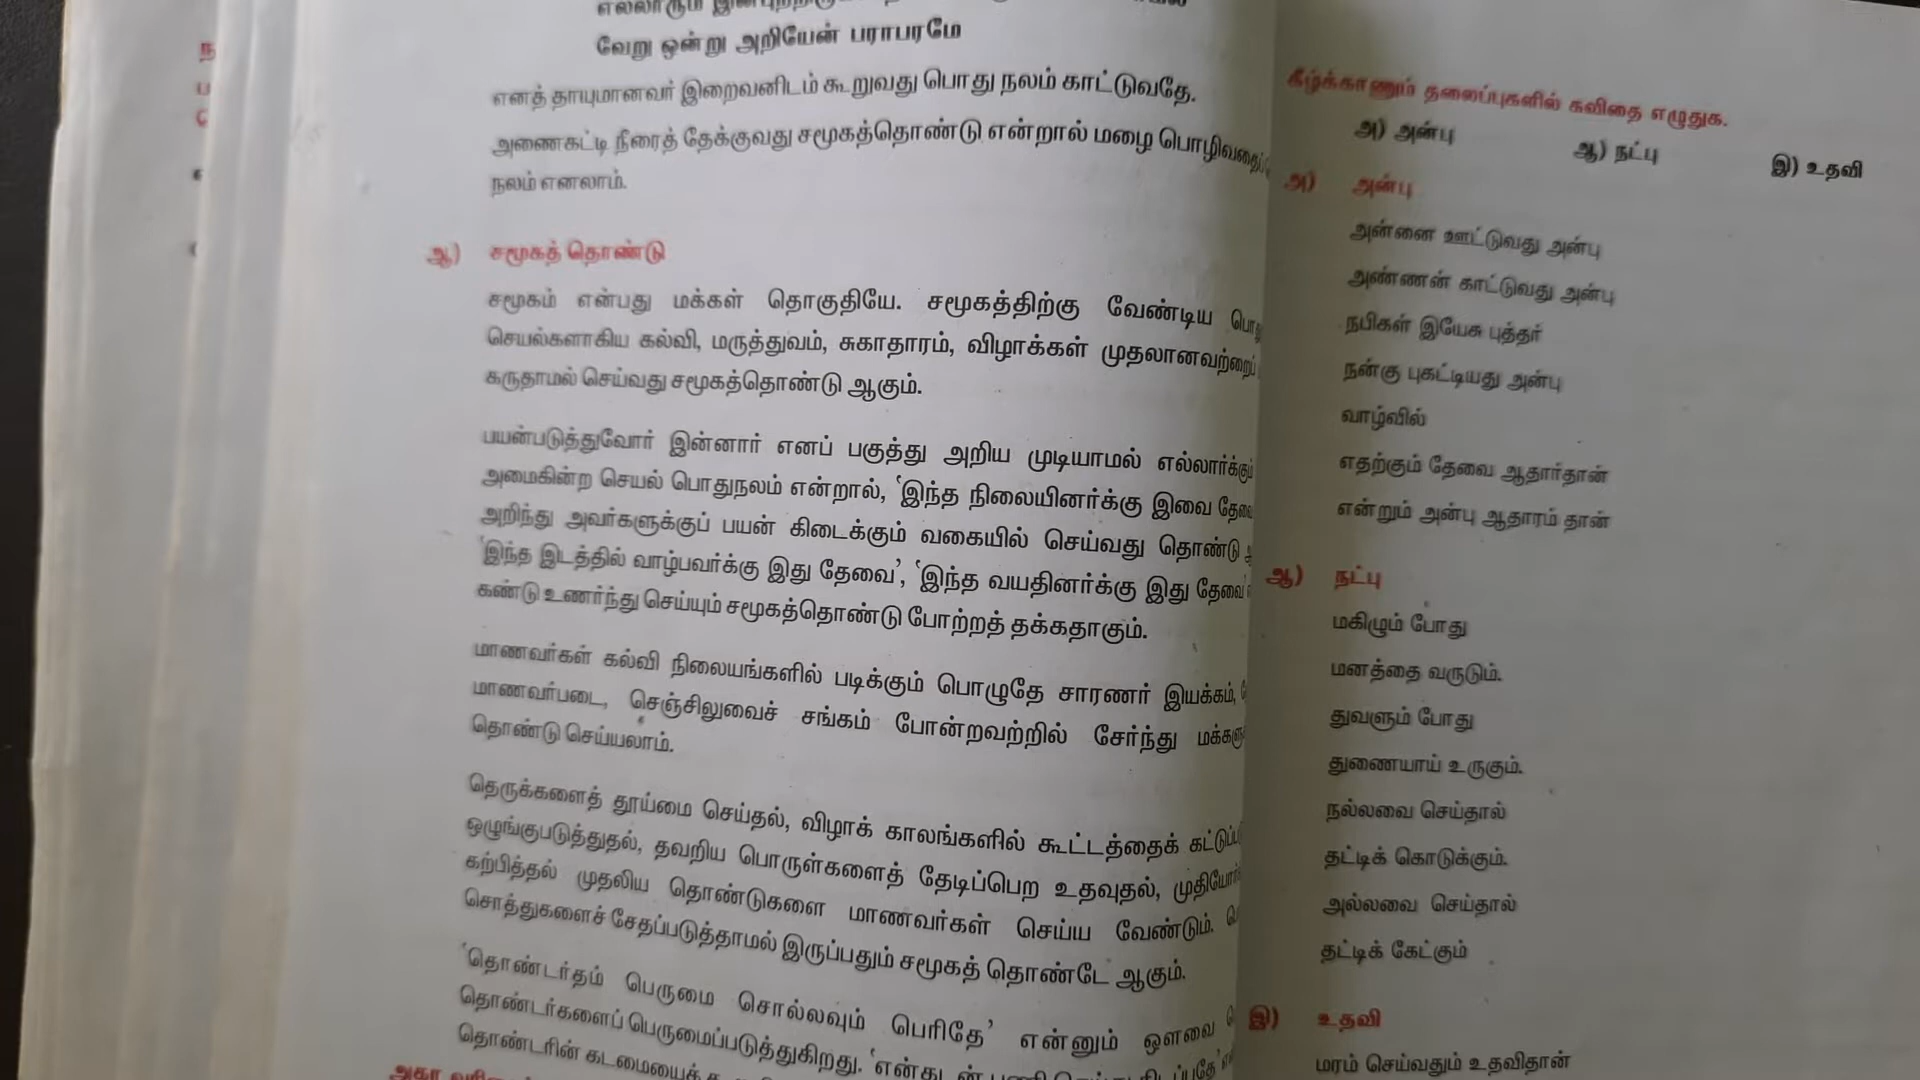 வேறு ஒன்று அறியேன் பராபரமே
எனத் தாயுமானவர் இறைவனிடம் கூறுவது பொது நலம் காட்டுவதே.
அணைகட்டி நீரைத் தேக்குவது சமூகத்தொண்டு என்றால் மழை
நலம் எனலாம்.
ஆ) சமூகத் தொண்டு
சமூகம் என்பது மக்கள் தொகுதியே. சமூகத்திற்கு வேண்டிய
செயல்களாகிய கல்வி, மருத்துவம், சுகாதாரம், விழாக்கள் முதலானவற்றை
கருதாமல் செய்வது சமூகத்தொண்டு ஆகும்.
பயன்படுத்துவோர் இன்னார் எனப் பகுத்து அறிய முடியாமல் எல்லார்க்கும்
அமைகின்ற செயல் பொதுநலம் என்றால், 'இந்த நிலையினர்க்கு இவை
அறிந்து அவர்களுக்குப் பயன் கிடைக்கும் வகையில் செய்வது தொண்டு
'இந்த இடத்தில் வாழ்பவர்க்கு இது தேவை', 'இந்த வயதினர்க்கு இது தேவை'
கண்டு உணர்ந்து செய்யும் சமூகத்தொண்டு போற்றத் தக்கதாகும்.
மாணவர்கள் கல்வி நிலையங்களில் படிக்கும் பொழுதே சாரணர் இயக்கம்,
மாணவர்படை, செஞ்சிலுவைச் சங்கம் போன்றவற்றில் சேர்ந்து
தொண்டு செய்யலாம்.
தெருக்களைத் தூய்மை செய்தல், விழாக் காலங்களில் கூட்டத்தைக்
ஒழுங்குபடுத்துதல், தவறிய பொருள்களைத் தேடிப்பெற உதவுதல்,
கற்பித்தல் முதலிய தொண்டுகளை மாணவர்கள் செய்ய வேண்டும்.
சொத்துகளைச் சேதப்படுத்தாமல் இருப்பதும் சமூகத் தொண்டே ஆகும்.
'தொண்டர்தம் பெருமை சொல்லவும் பெரிதே' என்னும் ஔவை
தொண்டர்களைப் பெருமைப்படுத்துகிறது.
தொண்டரின் கடமையைக்
கீழ்க்காணும் தலைப்புகளில் கவிதை எழுதுக.
அ) அன்பு ஆ) நட்பு இ) உதவி
அ) அன்பு
அன்னை ஊட்டுவது அன்பு
அண்ணன் காட்டுவது அன்பு
நபிகள் இயேசு புத்தர்
நன்கு புகட்டியது அன்பு
வாழ்வில்
எதற்கும் தேவை ஆதார்தான்
என்றும் அன்பு ஆதாரம் தான்
ஆ) நட்பு
மகிழும் போது
மனத்தை வருடும்.
துவளும் போது
துணையாய் உருகும்.
நல்லவை செய்தால்
தட்டிக் கொடுக்கும்.
அல்லவை செய்தால்
தட்டிக் கேட்கும்
இ) உதவி
மரம் செய்வதும் உதவிதான்